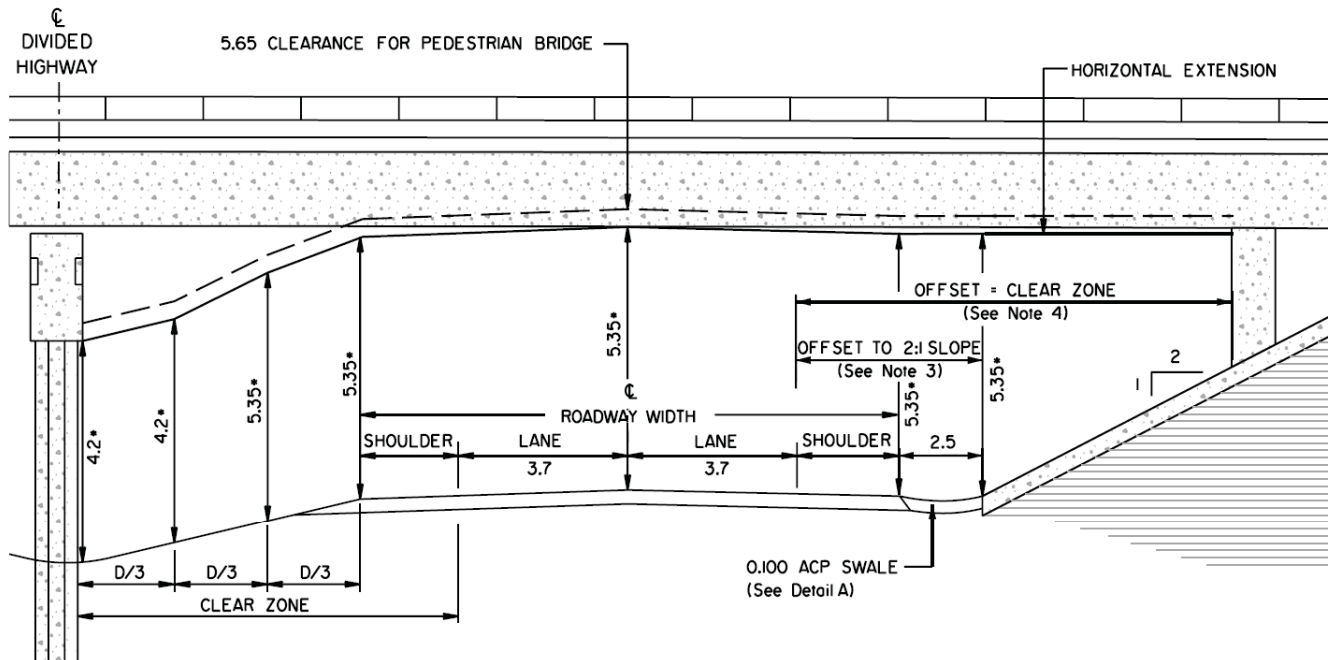 ℄
DIVIDED
HIGHWAY
5.65 CLEARANCE FOR PEDESTRIAN BRIDGE
HORIZONTAL EXTENSION
OFFSET = CLEAR ZONE
(See Note 4)
OFFSET TO 2:1 SLOPE
(See Note 3)
2
1
4.2*
4.2*
5.35*
5.35*
5.35*
5.35*
5.35*
℄
ROADWAY WIDTH
SHOULDER
LANE
3.7
LANE
3.7
SHOULDER
2.5
0.100 ACP SWALE
(See Detail A)
D/3
D/3
D/3
CLEAR ZONE